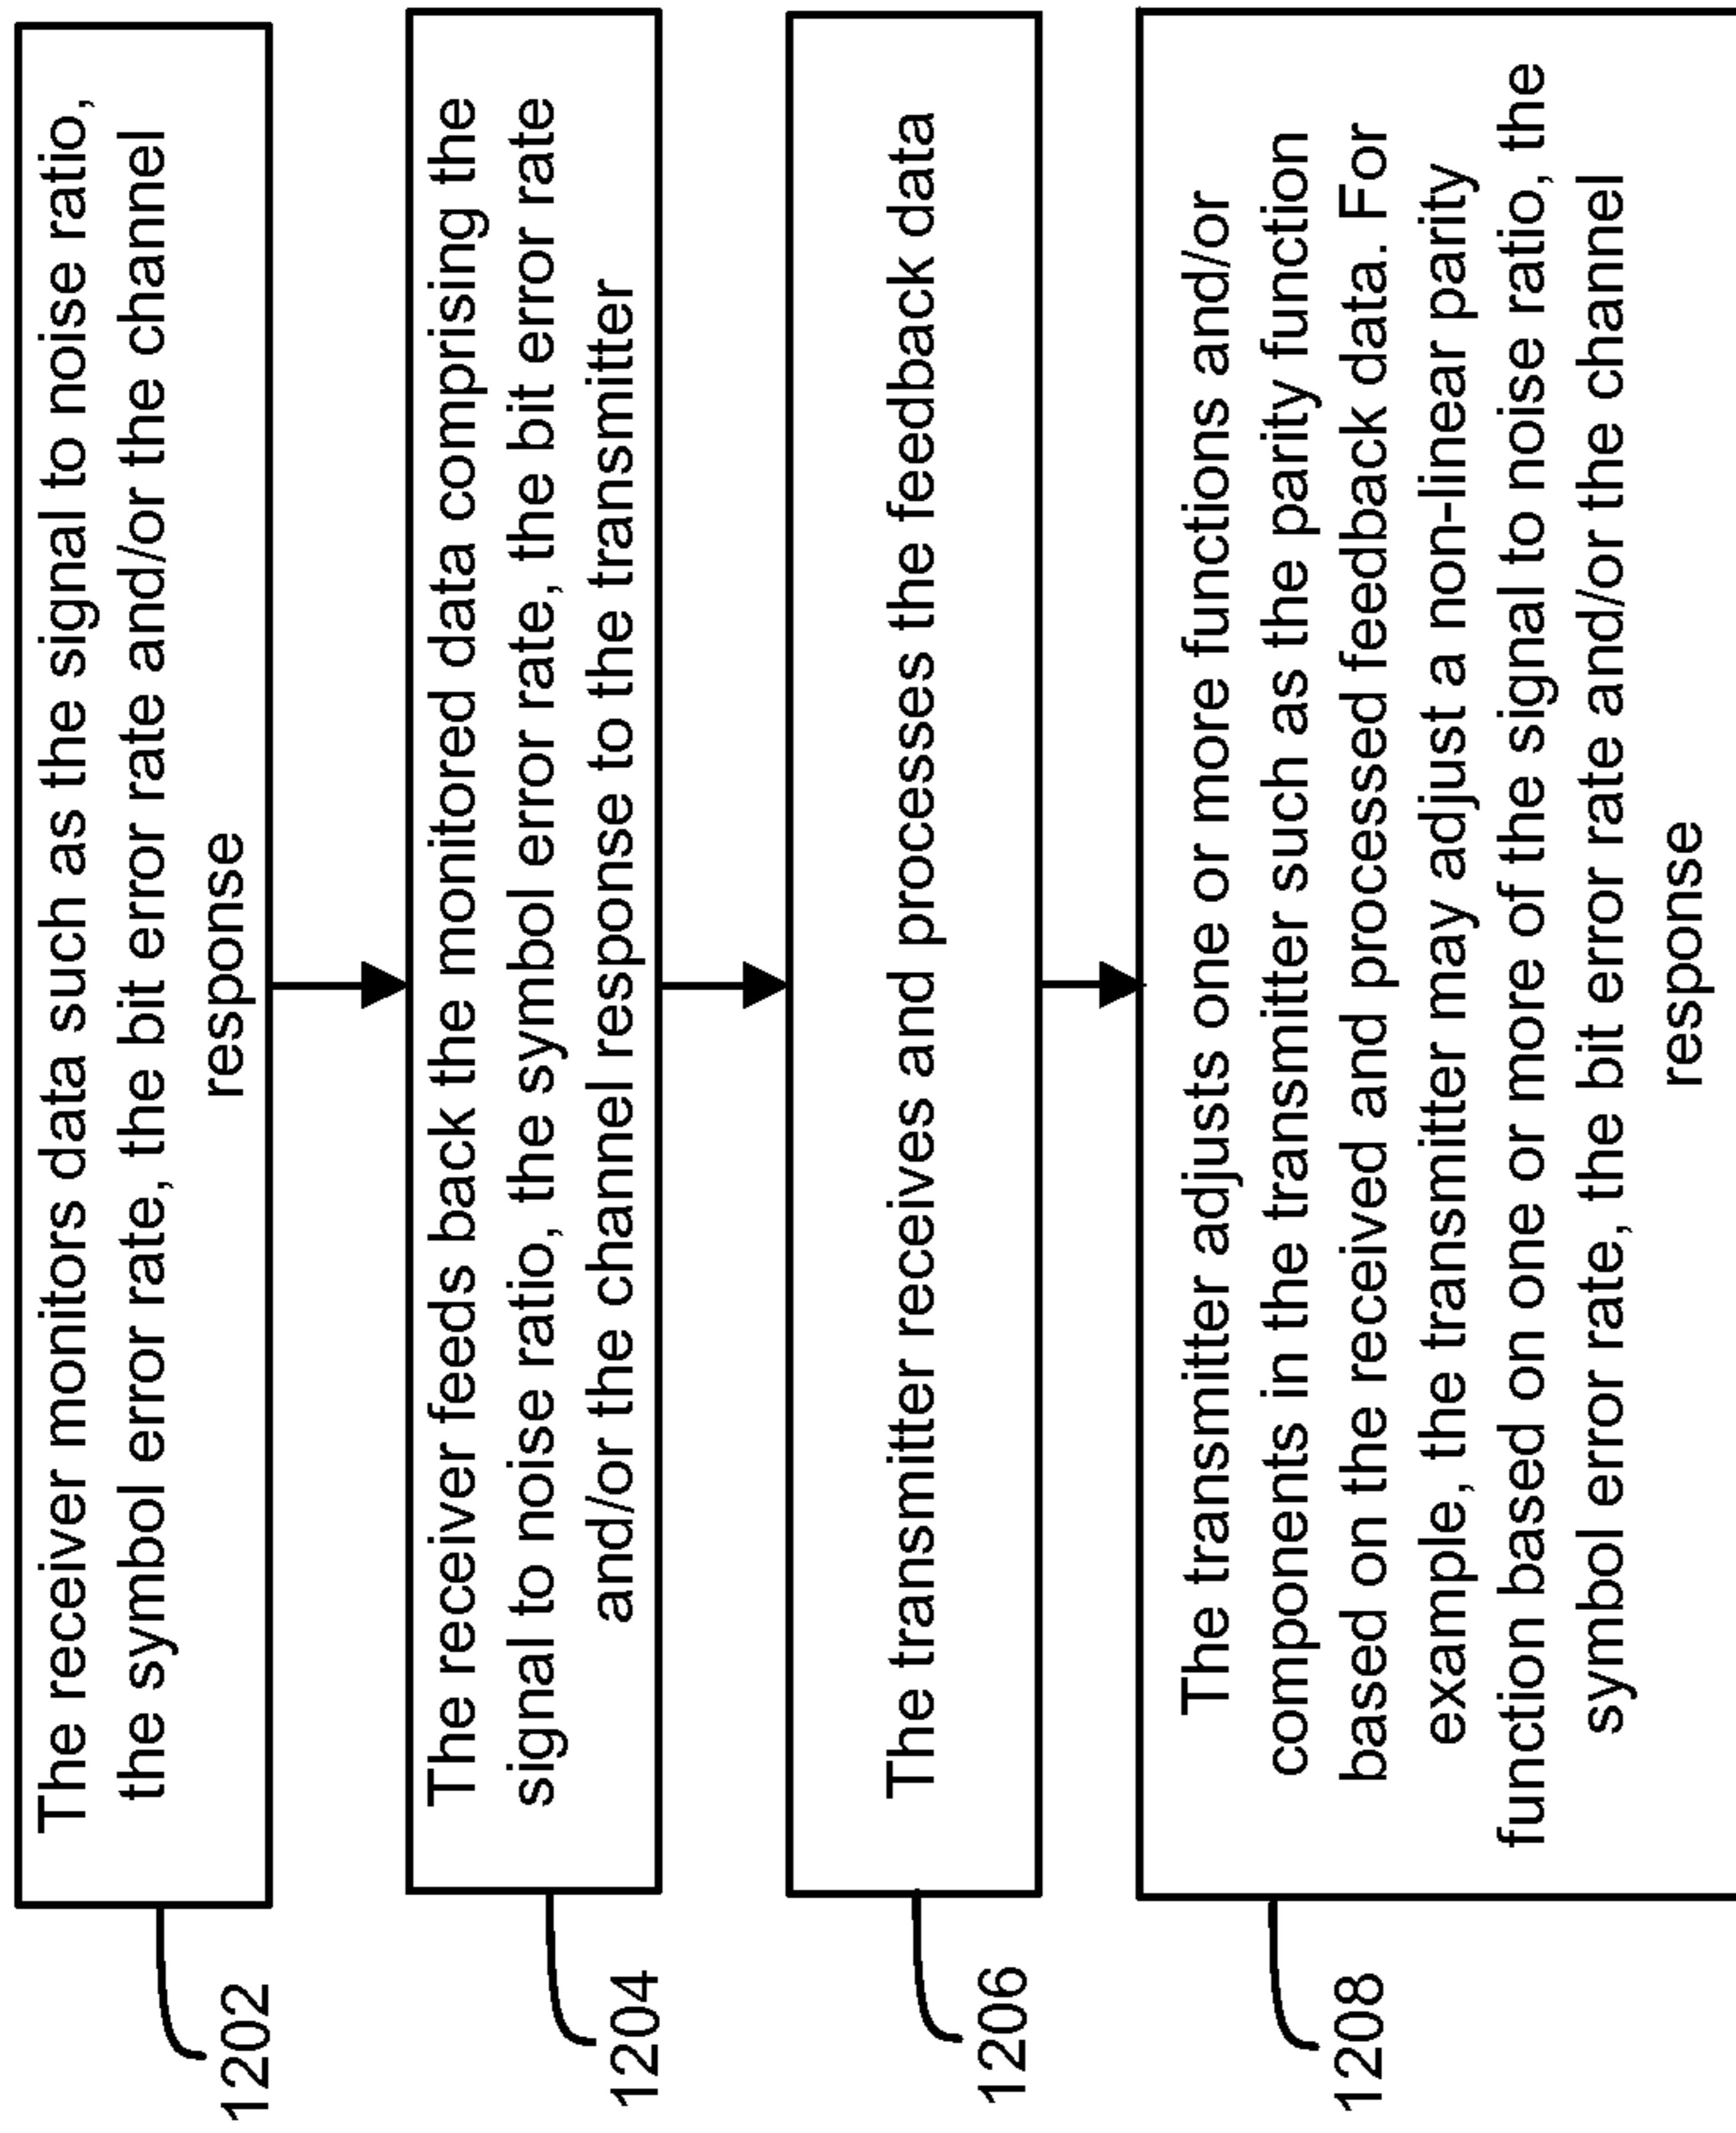 The receiver monitors data such as the signal to noise ratio,
the symbol error rate, the bit error rate and/or the channel
response
1202
The receiver feeds back the monitored data comprising the
signal to noise ratio, the symbol error rate, the bit error rate
and/or the channel response to the transmitter
1204
The transmitter receives and processes the feedback data
1206
The transmitter adjusts one or more functions and/or
components in the transmitter such as the parity function
based on the received and processed feedback data. For
example, the transmitter may adjust a non-linear parity
function based on one or more of the signal to noise ratio, the
symbol error rate, the bit error rate and/or the channel
response
1208